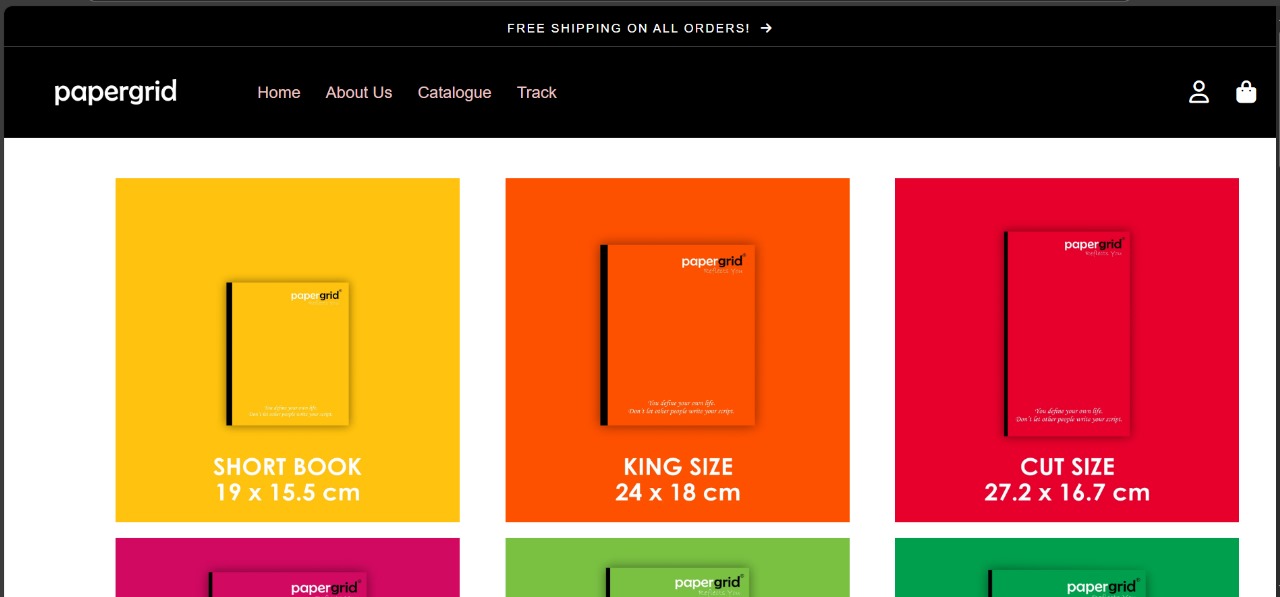 FREE SHIPPING ON ALL ORDERS! →
papergrid
Home About Us Catalogue Track
papergrid®
You define your own life.
Don't let other people write your script.
SHORT BOOK
19 x 15.5 cm
papergrid®
Reflects You
You define your own life.
Don't let other people write your script.
KING SIZE
24 x 18 cm
papergrid®
Reflects You
You define your own life.
Don't let other people write your script.
CUT SIZE
27.2 x 16.7 cm
papergrid®
papergrid®
Reflects You
papergrid®